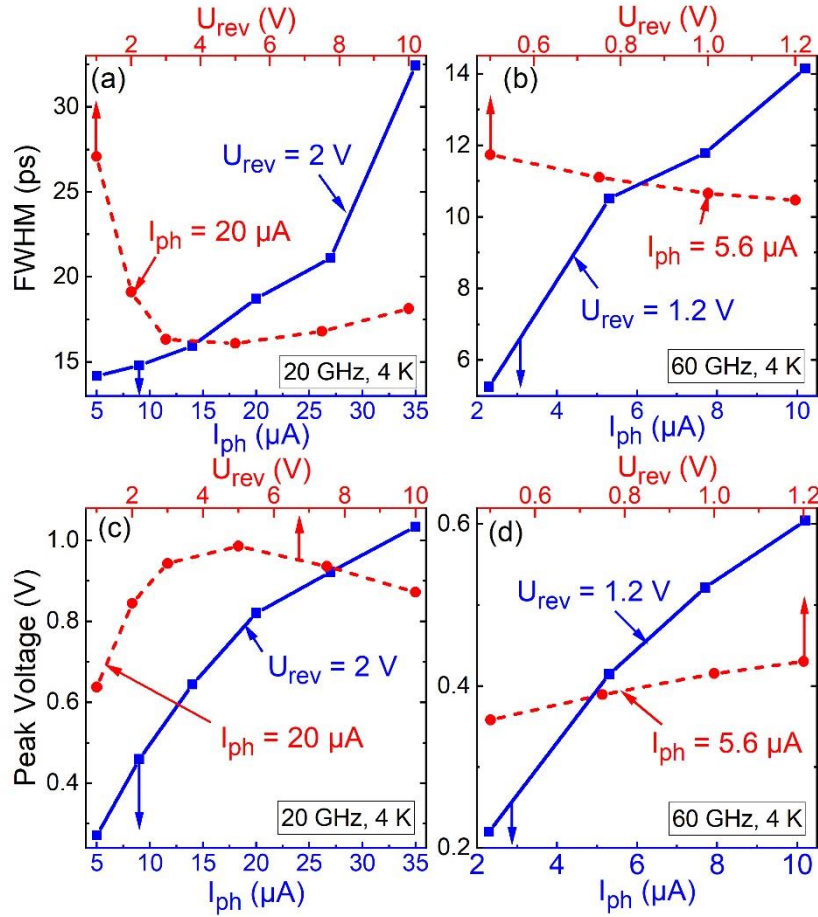 U_rev (V)
2 4 6 8 10
(a)
U_rev = 2 V
I_ph = 20 µA
20 GHz, 4 K
FWHM (ps)
15 20 25 30
5 10 15 20 25 30 35
I_ph (µA)
U_rev (V)
0.6 0.8 1.0 1.2
(b)
I_ph = 5.6 µA
U_rev = 1.2 V
60 GHz, 4 K
6 8 10 12 14
2 4 6 8 10
I_ph (µA)
U_rev (V)
2 4 6 8 10
(c)
U_rev = 2 V
I_ph = 20 µA
20 GHz, 4 K
Peak Voltage (V)
0.4 0.6 0.8 1.0
5 10 15 20 25 30 35
I_ph (µA)
U_rev (V)
0.6 0.8 1.0 1.2
(d)
U_rev = 1.2 V
I_ph = 5.6 µA
60 GHz, 4 K
0.2 0.4 0.6
2 4 6 8 10
I_ph (µA)